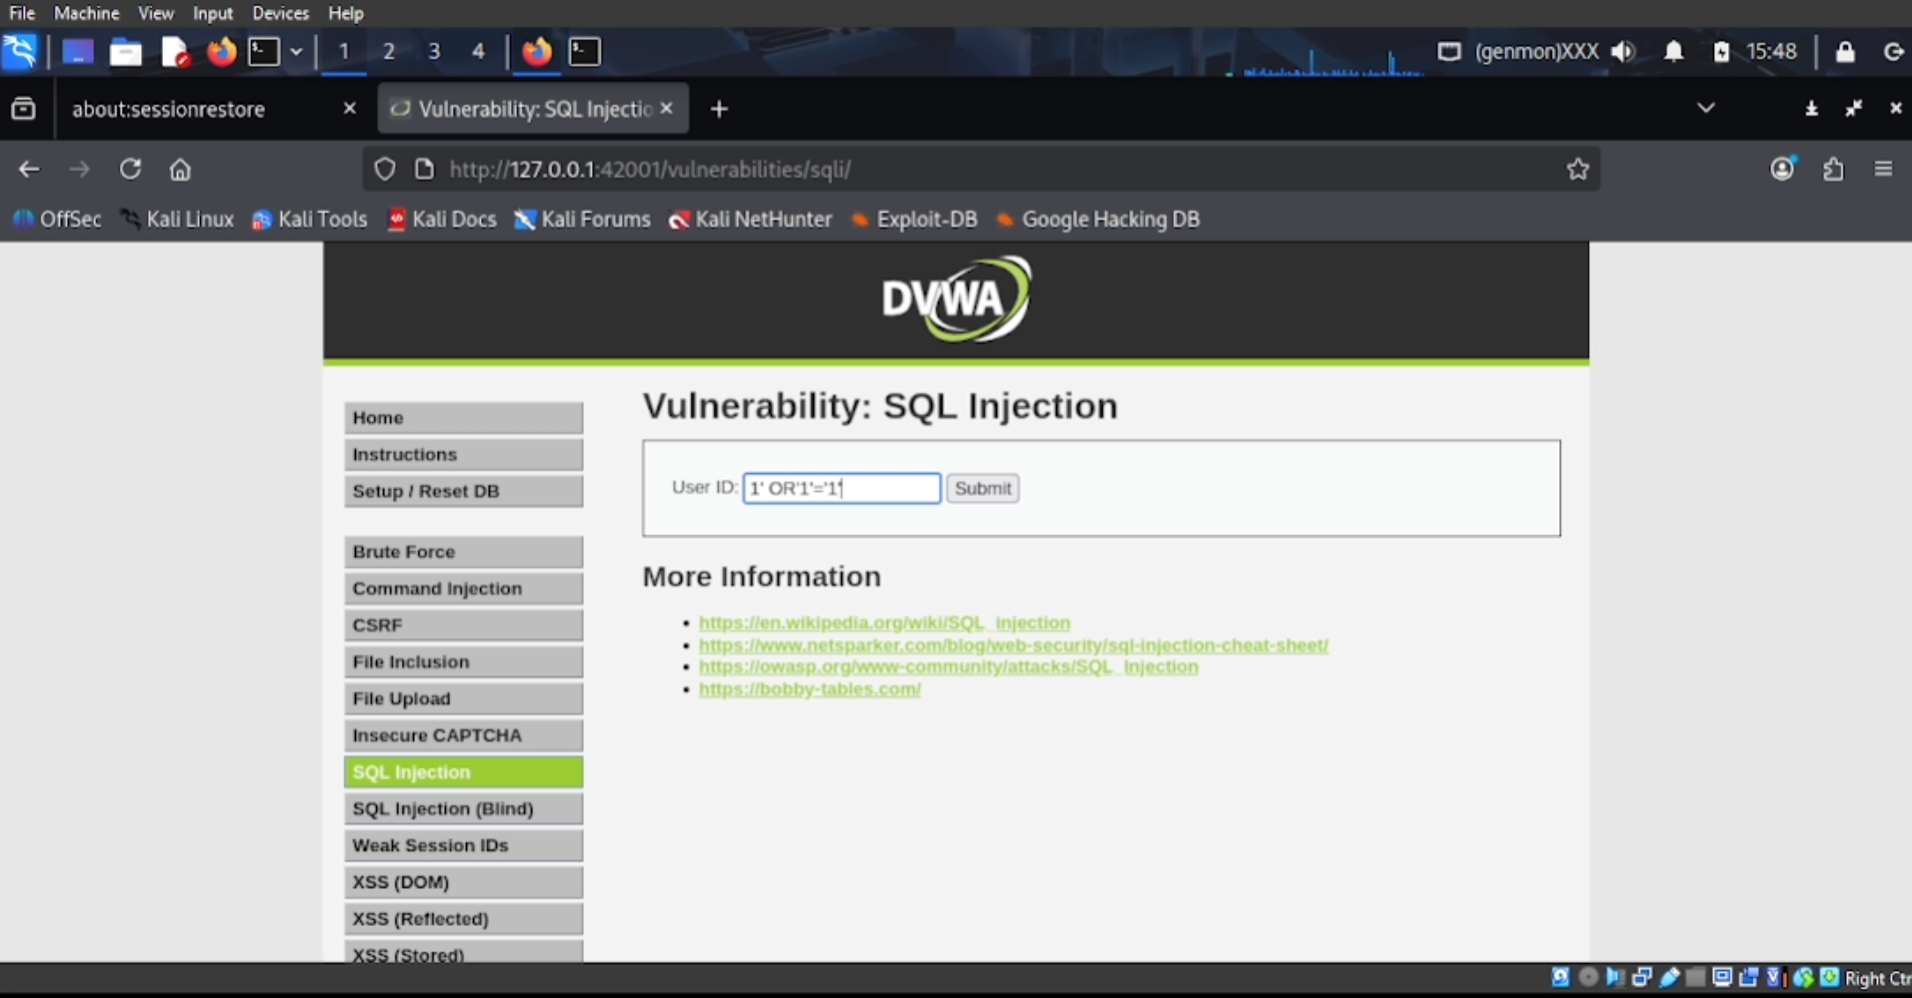 File Machine View Input Devices Help
1 2 3 4 (genmon)XXX 15:48
about:sessionrestore Vulnerability: SQL Injectio
http://127.0.0.1:42001/vulnerabilities/sqli/
OffSec Kali Linux Kali Tools Kali Docs Kali Forums Kali NetHunter Exploit-DB Google Hacking DB
DVWA
Home
Instructions
Setup / Reset DB
Brute Force
Command Injection
CSRF
File Inclusion
File Upload
Insecure CAPTCHA
SQL Injection
SQL Injection (Blind)
Weak Session IDs
XSS (DOM)
XSS (Reflected)
XSS (Stored)
Vulnerability: SQL Injection
User ID: 1' OR'1'='1' Submit
More Information
https://en.wikipedia.org/wiki/SQL_injection
https://www.netsparker.com/blog/web-security/sql-injection-cheat-sheet/
https://owasp.org/www-community/attacks/SQL_Injection
https://bobby-tables.com/
Right Ctr